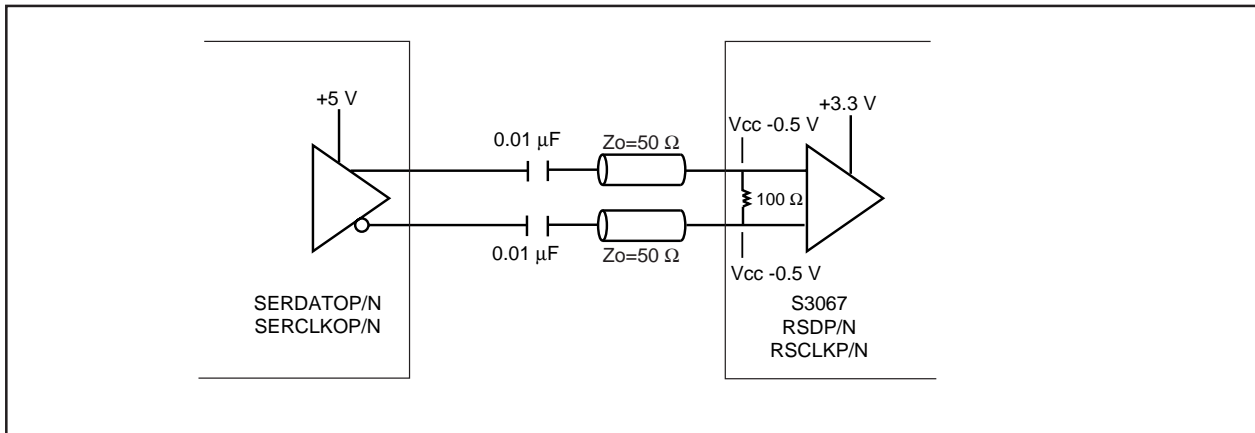 +5 V
+3.3 V
0.01 µF
Zo=50 Ω
Vcc -0.5 V
100 Ω
0.01 µF
Zo=50 Ω
Vcc -0.5 V
SERDATOP/N
SERCLKOP/N
S3067
RSDP/N
RSCLKP/N